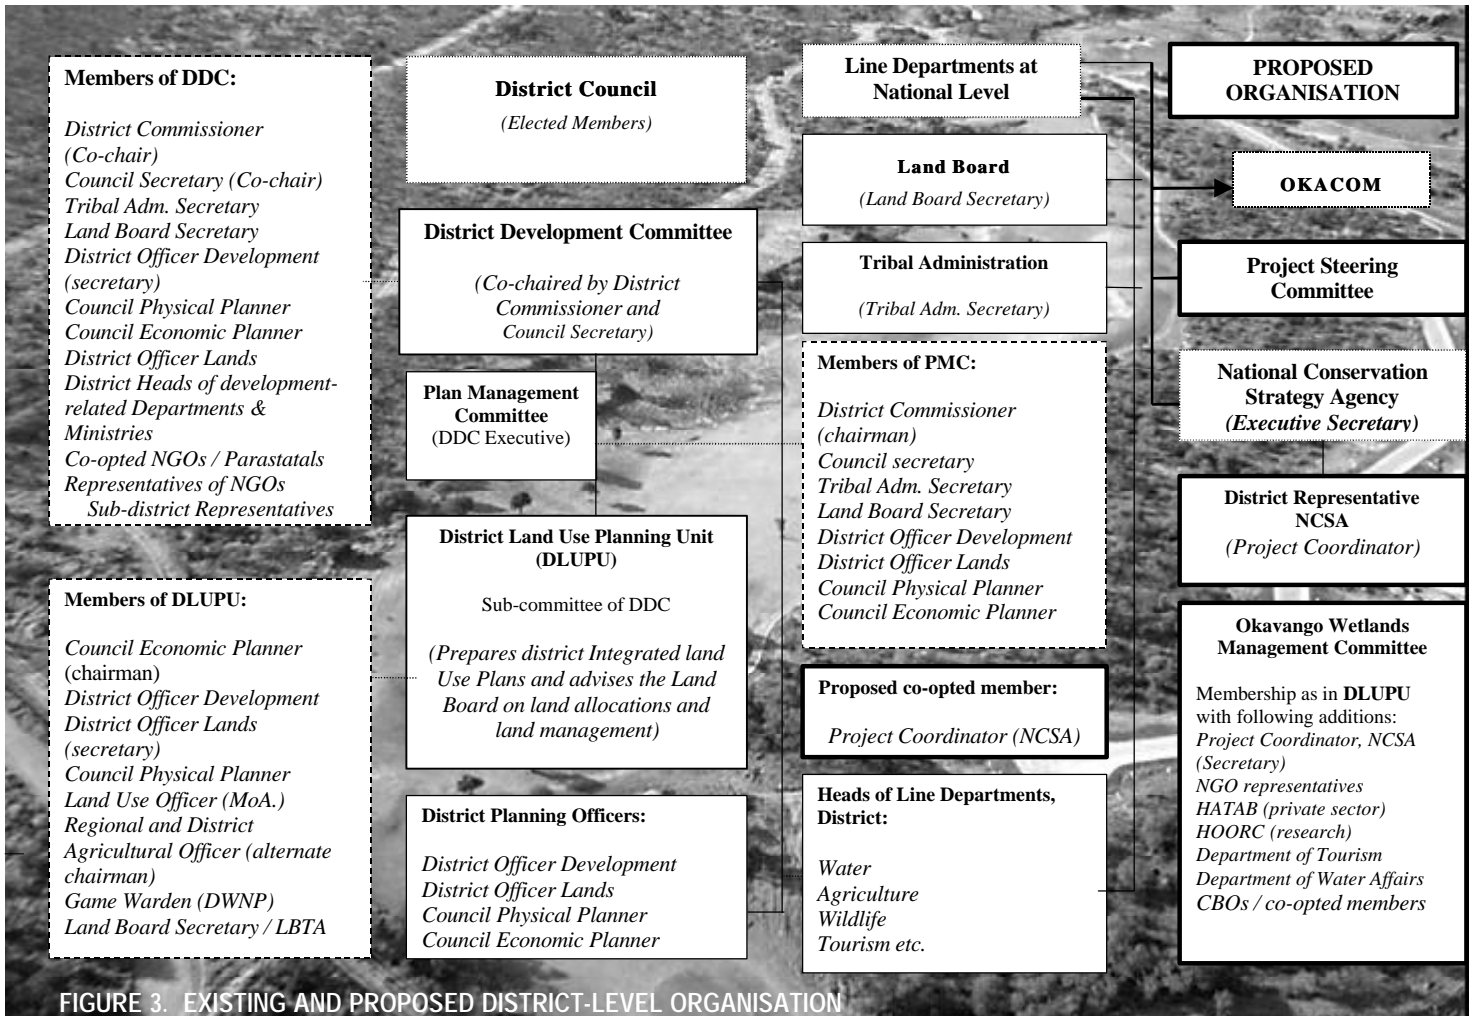 Members of DDC:
District Commissioner
(Co-chair)
Council Secretary (Co-chair)
Tribal Adm. Secretary
Land Board Secretary
District Officer Development
(secretary)
Council Physical Planner
Council Economic Planner
District Officer Lands
District Heads of development-
related Departments &
Ministries
Co-opted NGOs / Parastatals
Representatives of NGOs
Sub-district Representatives
Members of DLUPU:
Council Economic Planner
(chairman)
District Officer Development
District Officer Lands
(secretary)
Council Physical Planner
Land Use Officer (MoA.)
Regional and District
Agricultural Officer (alternate
chairman)
Game Warden (DWNP)
Land Board Secretary / LBTA
District Council
(Elected Members)
District Development Committee
(Co-chaired by District
Commissioner and
Council Secretary)
Plan Management
Committee
(DDC Executive)
District Land Use Planning Unit
(DLUPU)
Sub-committee of DDC
(Prepares district Integrated land
Use Plans and advises the Land
Board on land allocations and
land management)
District Planning Officers:
District Officer Development
District Officer Lands
Council Physical Planner
Council Economic Planner
Line Departments at
National Level
Land Board
(Land Board Secretary)
Tribal Administration
(Tribal Adm. Secretary)
Members of PMC:
District Commissioner
(chairman)
Council secretary
Tribal Adm. Secretary
Land Board Secretary
District Officer Development
District Officer Lands
Council Physical Planner
Council Economic Planner
Proposed co-opted member:
Project Coordinator (NCSA)
Heads of Line Departments,
District:
Water
Agriculture
Wildlife
Tourism etc.
PROPOSED
ORGANISATION
OKACOM
Project Steering
Committee
National Conservation
Strategy Agency
(Executive Secretary)
District Representative
NCSA
(Project Coordinator)
Okavango Wetlands
Management Committee
Membership as in DLUPU
with following additions:
Project Coordinator, NCSA
(Secretary)
NGO representatives
HATAB (private sector)
HOORC (research)
Department of Tourism
Department of Water Affairs
CBOs / co-opted members
FIGURE 3. EXISTING AND PROPOSED DISTRICT-LEVEL ORGANISATION